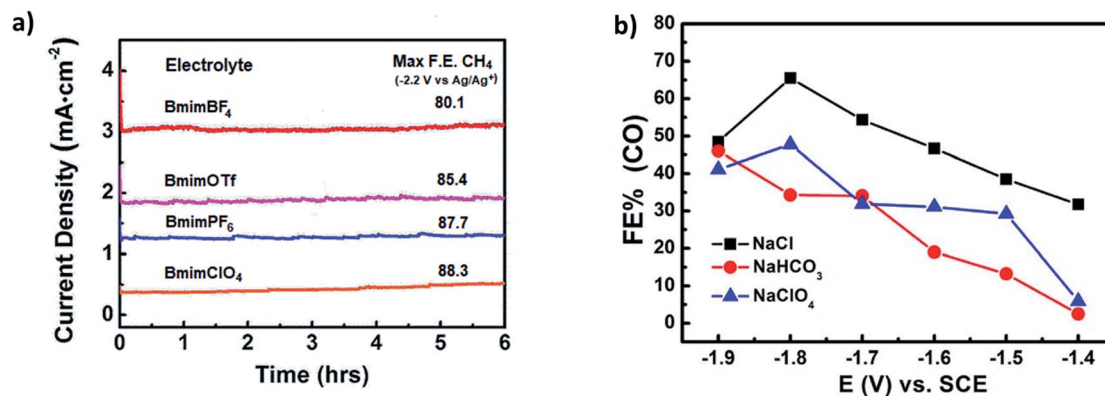 a)
Current Density (mA·cm⁻²)
4
3
2
1
0
Electrolyte
Max F.E. CH₄
(-2.2 V vs Ag/Ag⁺)
BmimBF₄
80.1
BmimOTf
85.4
BmimPF₆
87.7
BmimClO₄
88.3
0 1 2 3 4 5 6
Time (hrs)
b)
FE% (CO)
80
70
60
50
40
30
20
10
0
NaCl
NaHCO₃
NaClO₄
-1.9 -1.8 -1.7 -1.6 -1.5 -1.4
E (V) vs. SCE